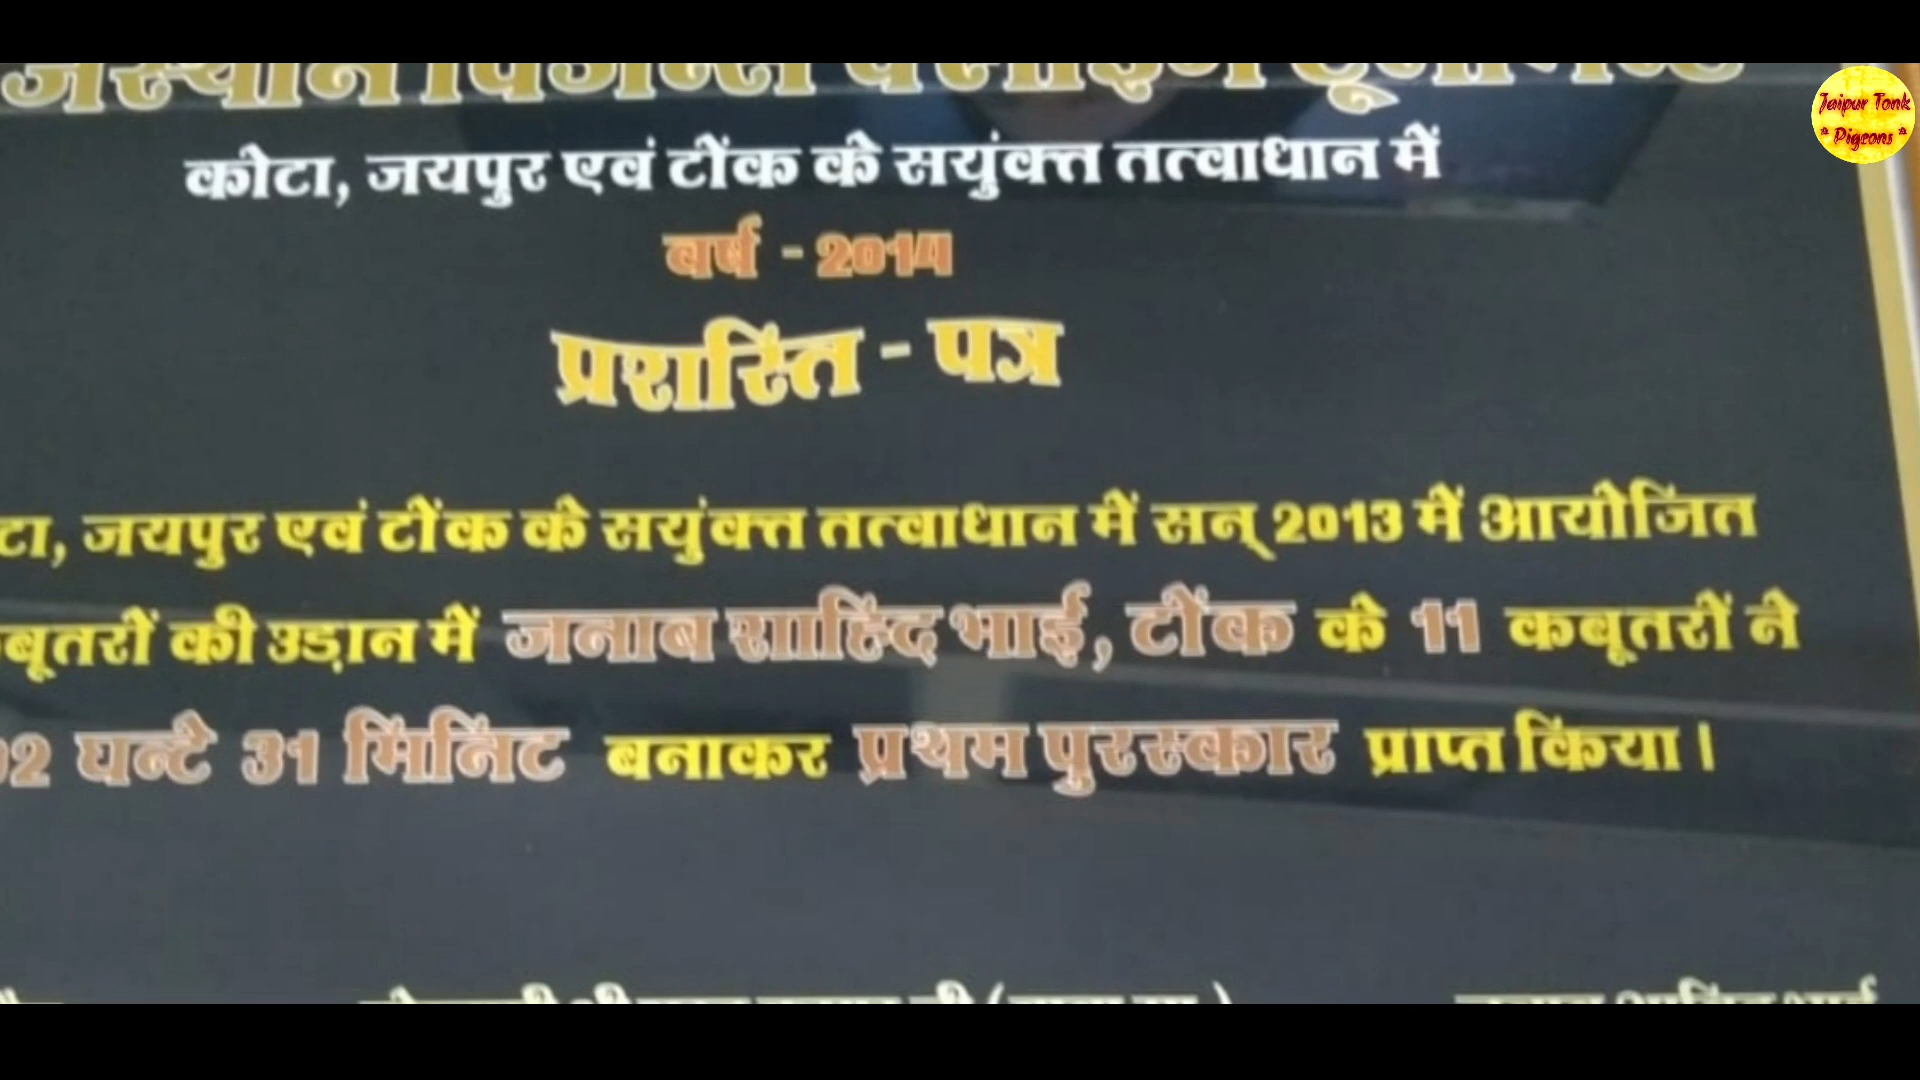 कोटा, जयपुर एवं टोंक के सयुंक्त तत्वाधान में
वर्ष - 2014
प्रशस्ति - पत्र
टा, जयपुर एवं टोंक के सयुंक्त तत्वाधान में सन् 2013 में आयोजित
बूतरों की उड़ान में जनाब शाहिद भाई, टोंक के 11 कबूतरों ने
02 घन्टे 31 मिनिट बनाकर प्रथम पुरस्कार प्राप्त किया।
Jaipur Tonk
* Pigeons *